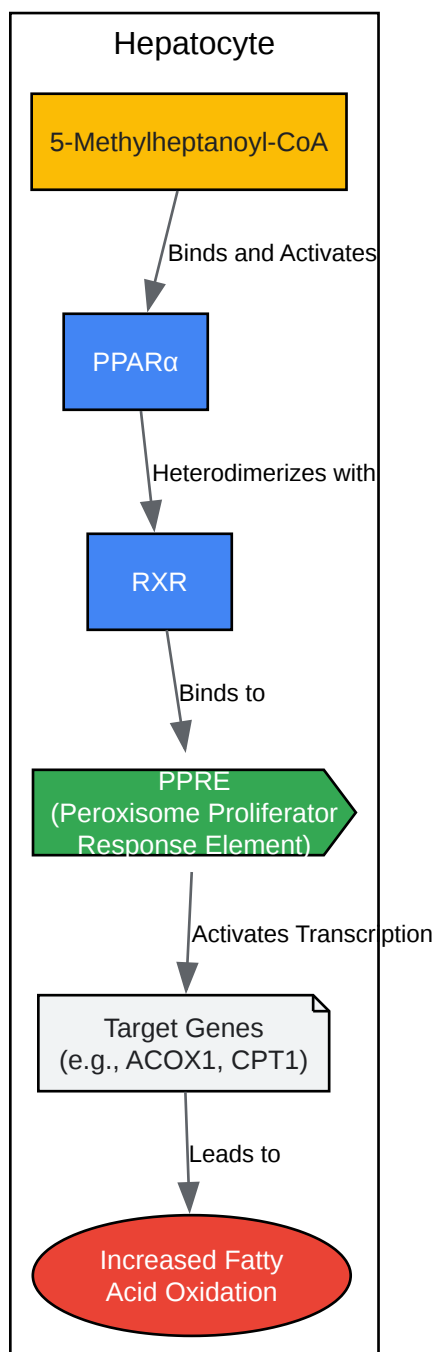 Hepatocyte
5-Methylheptanoyl-CoA
Binds and Activates
PPARα
Heterodimerizes with
RXR
Binds to
PPRE
(Peroxisome Proliferator
Response Element)
Activates Transcription
Target Genes
(e.g., ACOX1, CPT1)
Leads to
Increased Fatty
Acid Oxidation